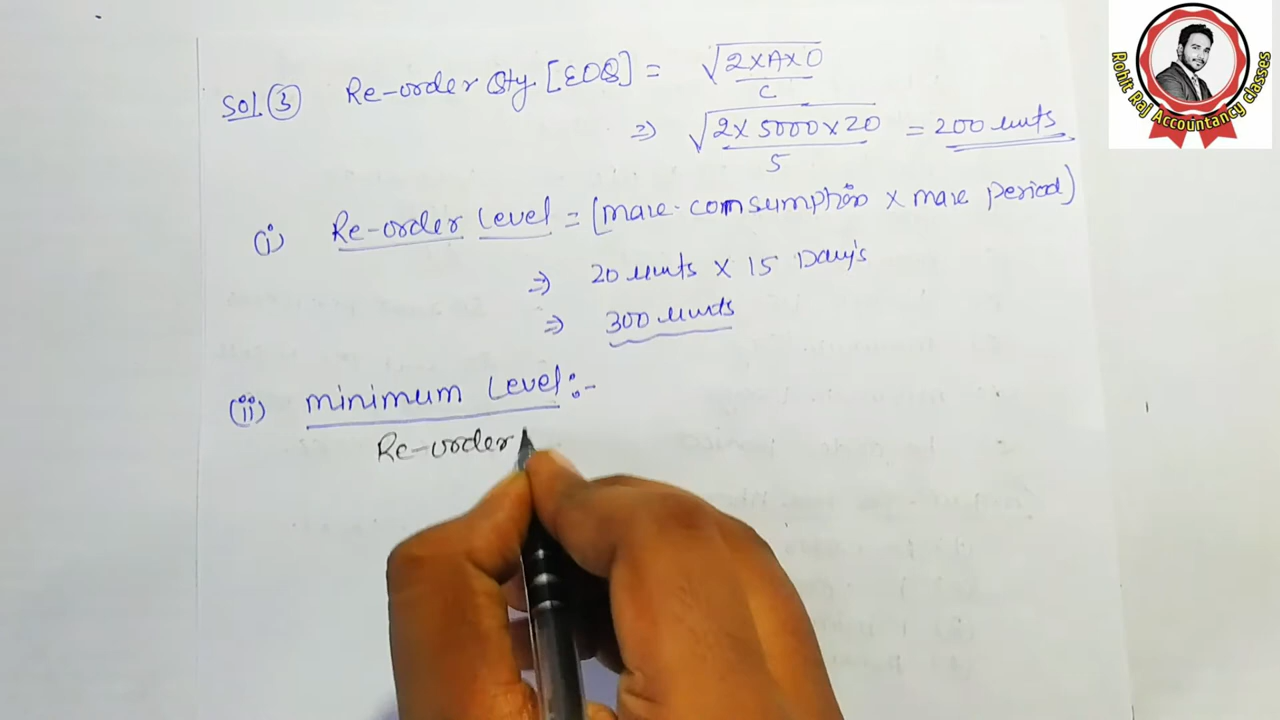 Sol. (3) Re-order Qty. [EOQ] = √2×A×O/C
⇒ √2×5000×20/5 = 200 units
(i) Re-order Level = (max. consumption × max period)
⇒ 20 units × 15 Day's
⇒ 300 units
(ii) minimum Level :-
Re-order
Rohit Raj Accountancy classes